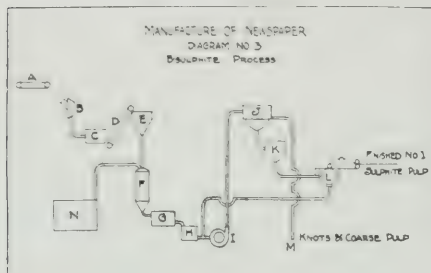 MANUFACTURE OF NEWSPAPER
DIAGRAM NO 3
BISULPHITE PROCESS
A
B
C
D
E
F
G
H
I
J
K
L
FINISHED NO 1
SULPHITE PULP
N
M
KNOTS & COARSE PULP